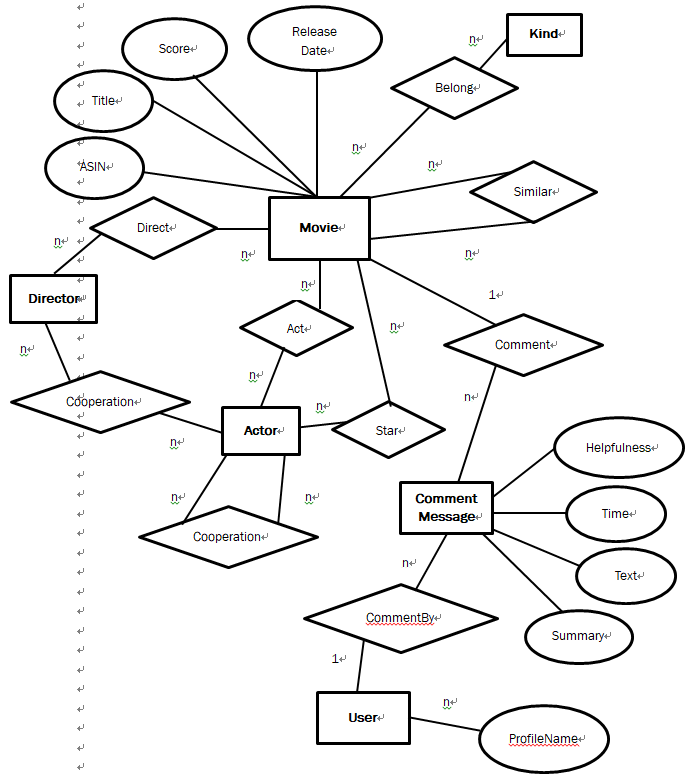 Release
Date
Score
n
Kind
Title
Belong
n
n
ASIN
Similar
Direct
Movie
n
n
n
n
Director
1
n
n
n
Act
Comment
n
n
n
Cooperation
n
Actor
Star
n
n
n
Helpfulness
Comment
Message
Time
Cooperation
n
Text
CommentBy
Summary
1
n
User
ProfileName